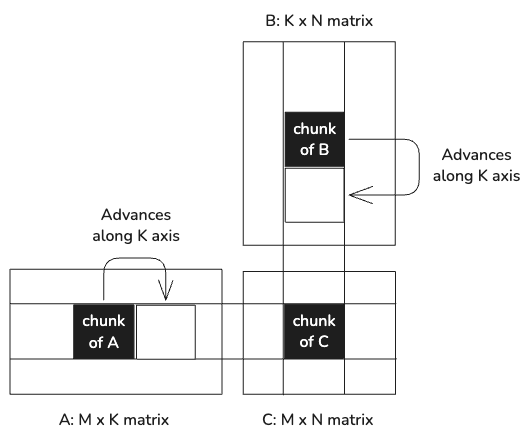 B: K x N matrix
chunk
of B
Advances
along K axis
Advances
along K axis
chunk
of A
chunk
of C
A: M x K matrix
C: M x N matrix